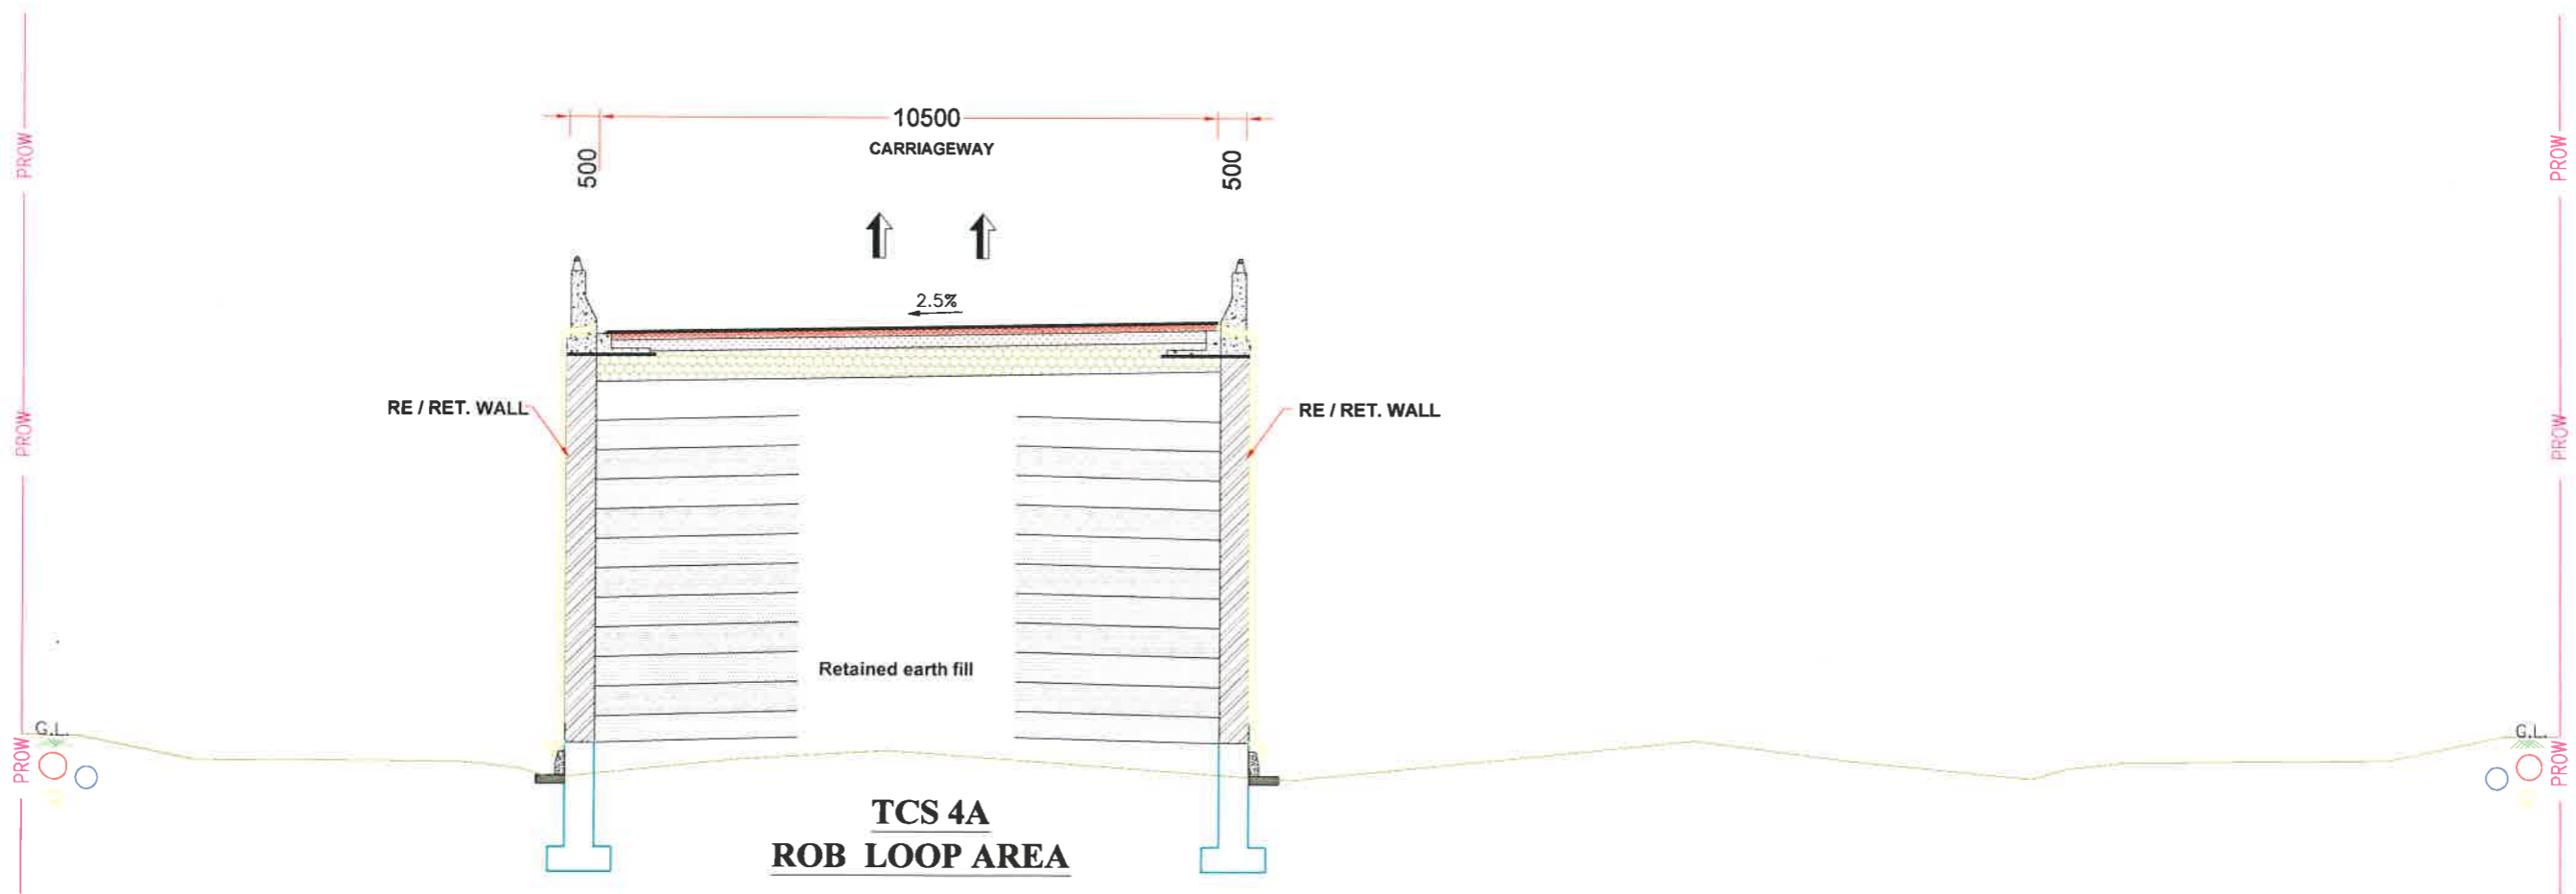 10500
CARRIAGEWAY
500
500
PROW
PROW
2.5%
RE / RET. WALL
RE / RET. WALL
PROW
PROW
Retained earth fill
G.L.
G.L.
PROW
PROW
TCS 4A
ROB LOOP AREA